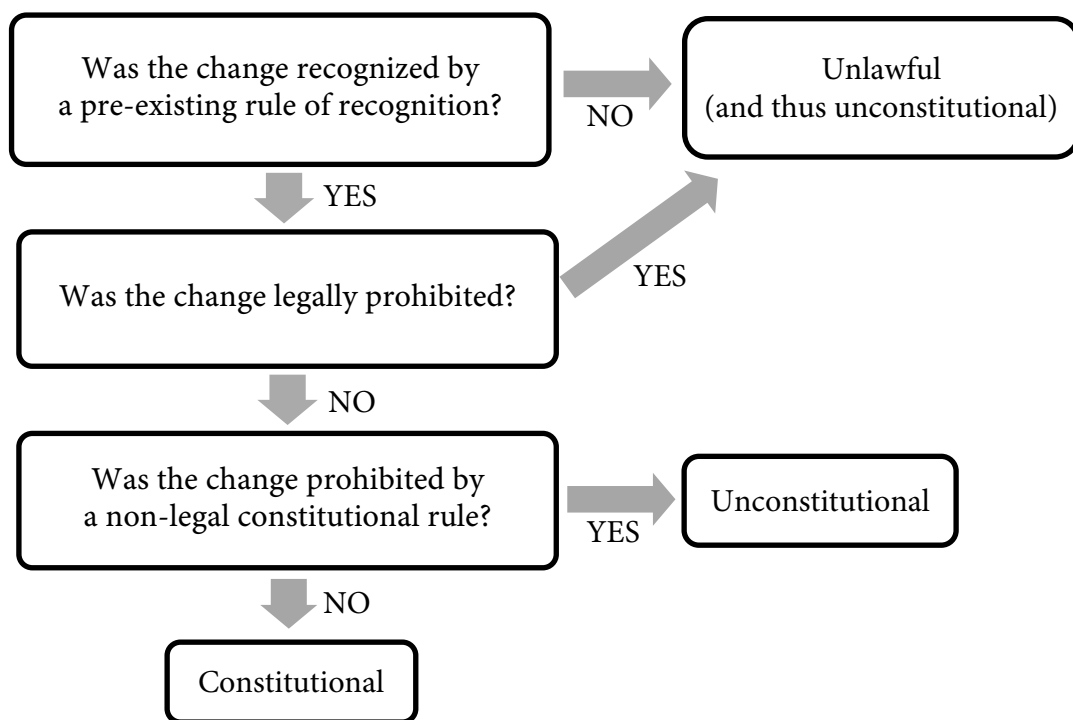 Was the change recognized by
a pre-existing rule of recognition?
NO
Unlawful
(and thus unconstitutional)
YES
Was the change legally prohibited?
YES
NO
Was the change prohibited by
a non-legal constitutional rule?
YES
Unconstitutional
NO
Constitutional